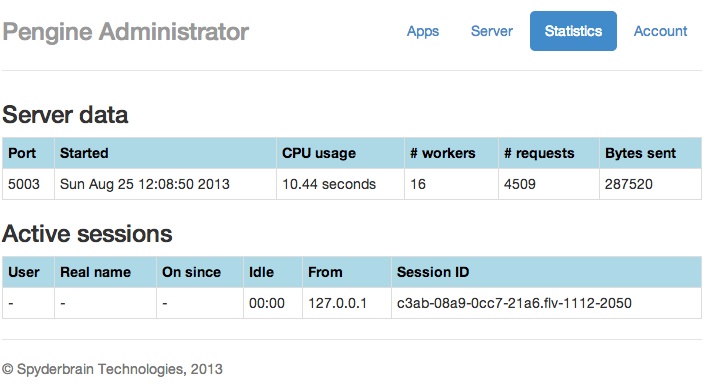 Pengine Administrator Apps Server Statistics Account
Server data
Port Started CPU usage # workers # requests Bytes sent
5003 Sun Aug 25 12:08:50 2013 10.44 seconds 16 4509 287520
Active sessions
User Real name On since Idle From Session ID
- - - 00:00 127.0.0.1 c3ab-08a9-0cc7-21a6.flv-1112-2050
© Spyderbrain Technologies, 2013